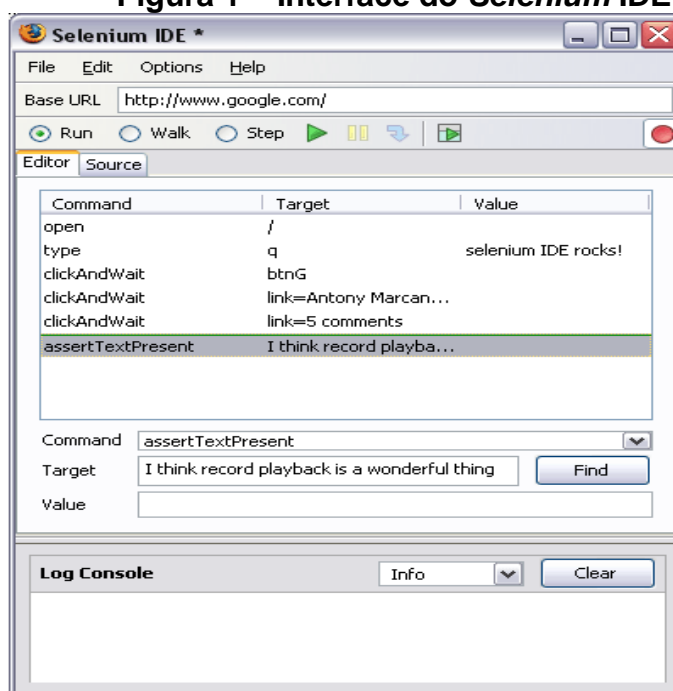 Figura 1 – Interface do Selenium IDE
Selenium IDE *
File Edit Options Help
Base URL http://www.google.com/
Run Walk Step
Editor Source
Command Target Value
open /
type q selenium IDE rocks!
clickAndWait btnG
clickAndWait link=Antony Marcan...
clickAndWait link=5 comments
assertTextPresent I think record playba...
Command assertTextPresent
Target I think record playback is a wonderful thing Find
Value
Log Console Info Clear